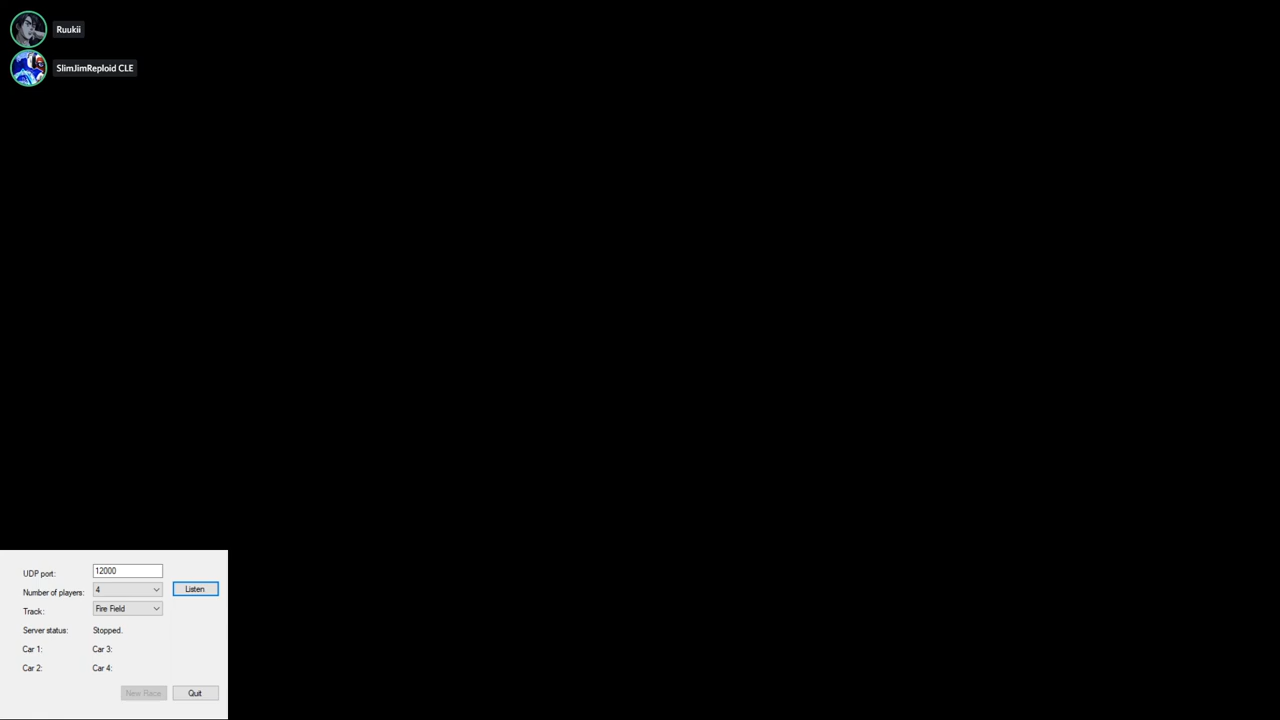 Ruukii
SlimJimReploid CLE
UDP port: 12000
Number of players: 4 Listen
Track: Fire Field
Server status: Stopped.
Car 1: Car 3:
Car 2: Car 4:
New Race Quit